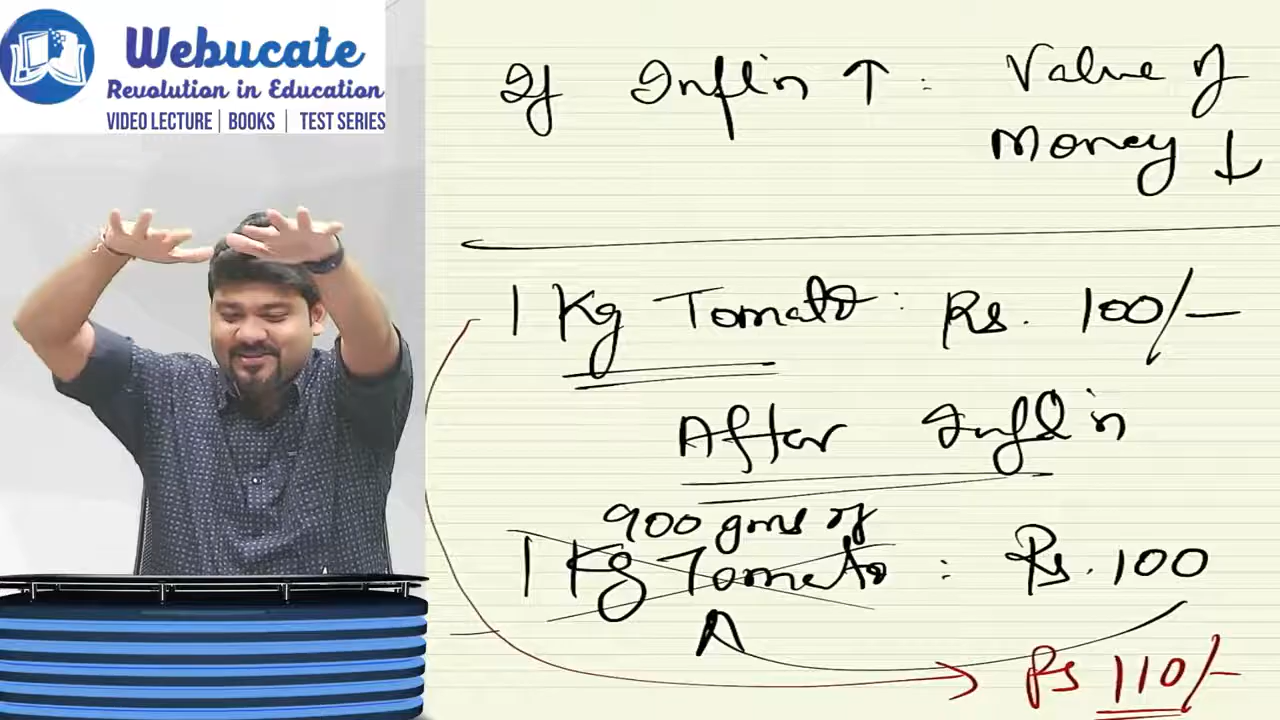 Webucate
Revolution in Education
VIDEO LECTURE | BOOKS | TEST SERIES
If Infl'n ↑ : Value of
Money ↓
1 Kg Tomato : Rs. 100/-
After Infl'n
900 gms of
1 Kg Tomato : Rs. 100
Rs 110/-